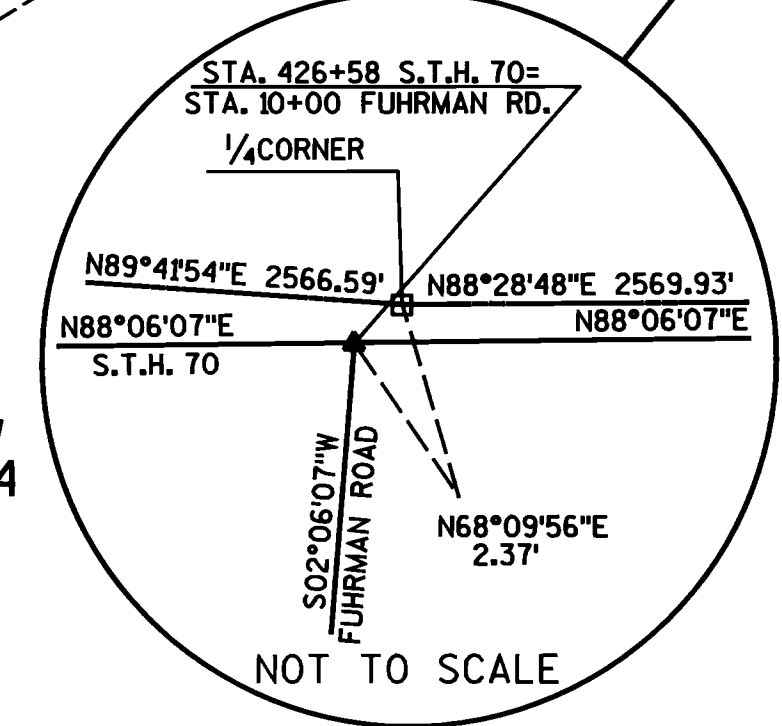 STA. 426+58 S.T.H. 70=
STA. 10+00 FUHRMAN RD.
1/4 CORNER
N89°41'54"E 2566.59'
N88°28'48"E 2569.93'
N88°06'07"E
N88°06'07"E
S.T.H. 70
S02°06'07"W
FUHRMAN ROAD
N68°09'56"E
2.37'
4
NOT TO SCALE